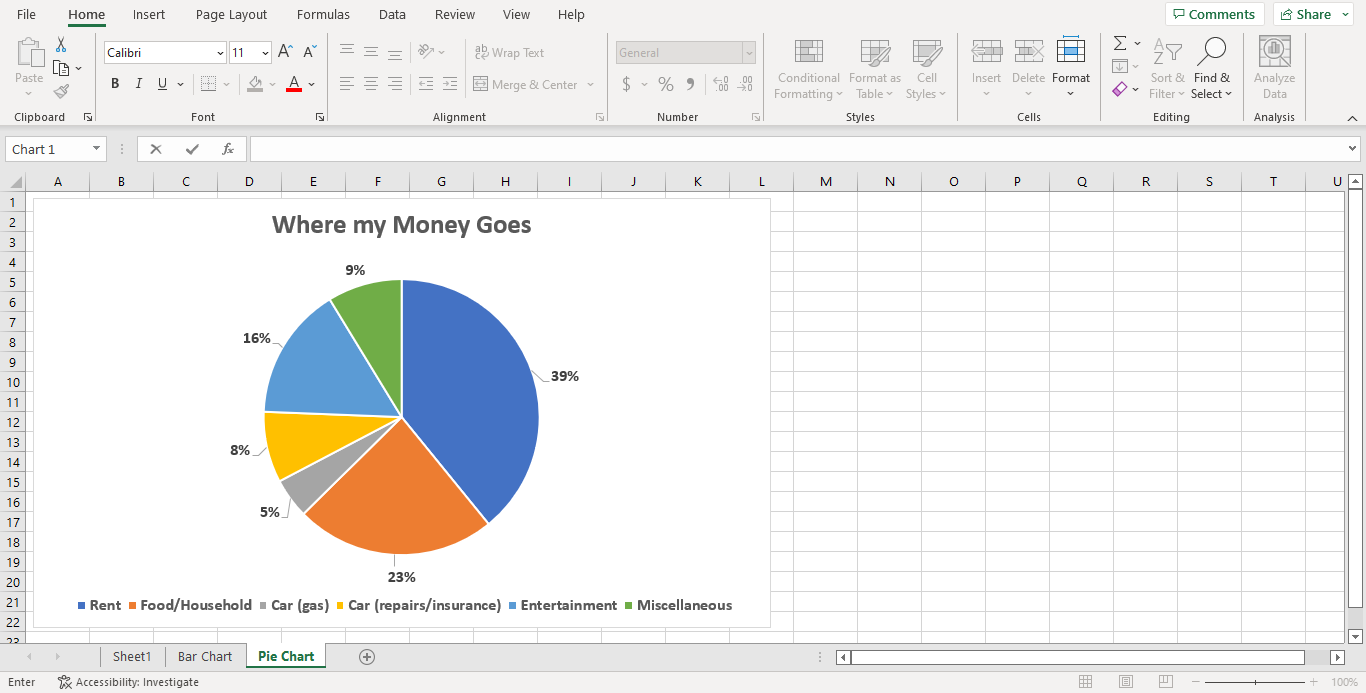 File Home Insert Page Layout Formulas Data Review View Help Comments Share
Calibri 11 Wrap Text General
Paste B I U A Merge & Center $ % Conditional Formatting Format as Table Cell Styles Insert Delete Format Sort & Filter Find & Select Analyze Data
Clipboard Font Alignment Number Styles Cells Editing Analysis
Chart 1 fx
A B C D E F G H I J K L M N O P Q R S T U
1
2
3
4
5
6
7
8
9
10
11
12
13
14
15
16
17
18
19
20
21
22
23
Where my Money Goes
9%
16%
39%
8%
5%
23%
Rent Food/Household Car (gas) Car (repairs/insurance) Entertainment Miscellaneous
Sheet1 Bar Chart Pie Chart
Enter Accessibility: Investigate 100%